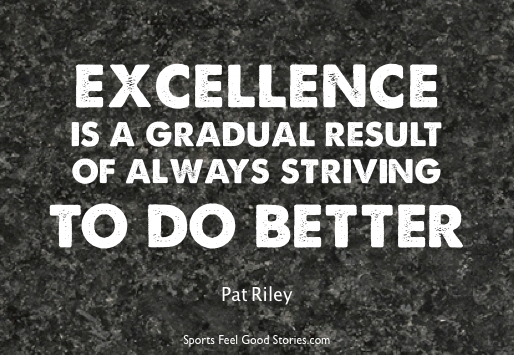 EXCELLENCE
IS A GRADUAL RESULT
OF ALWAYS STRIVING
TO DO BETTER
Pat Riley
Sports Feel Good Stories.com